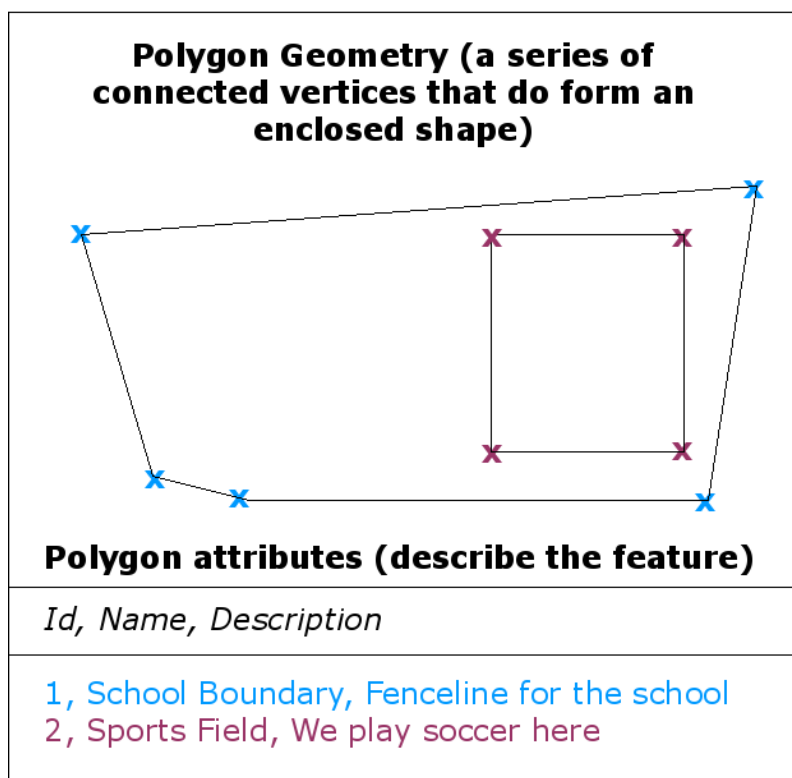 Polygon Geometry (a series of
connected vertices that do form an
enclosed shape)
Polygon attributes (describe the feature)
Id, Name, Description
1, School Boundary, Fenceline for the school
2, Sports Field, We play soccer here